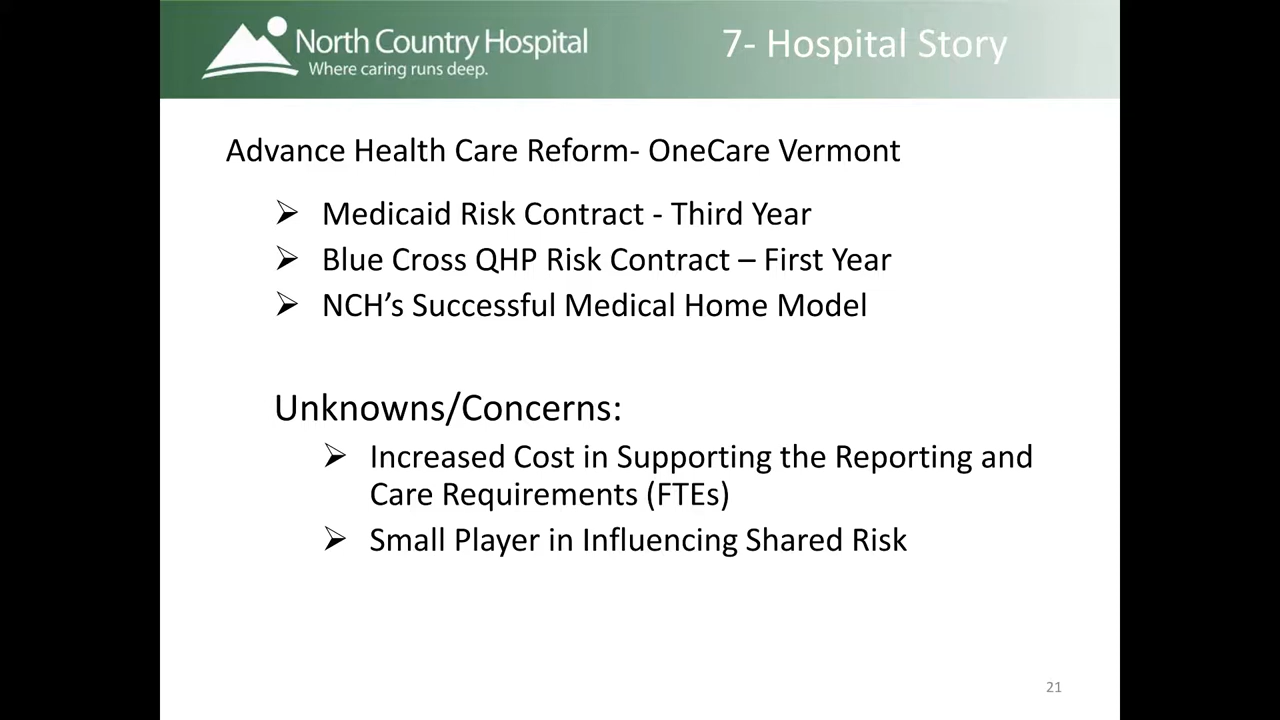 North Country Hospital
Where caring runs deep.
7- Hospital Story
Advance Health Care Reform- OneCare Vermont
Medicaid Risk Contract - Third Year
Blue Cross QHP Risk Contract – First Year
NCH’s Successful Medical Home Model
Unknowns/Concerns:
Increased Cost in Supporting the Reporting and
Care Requirements (FTEs)
Small Player in Influencing Shared Risk
21